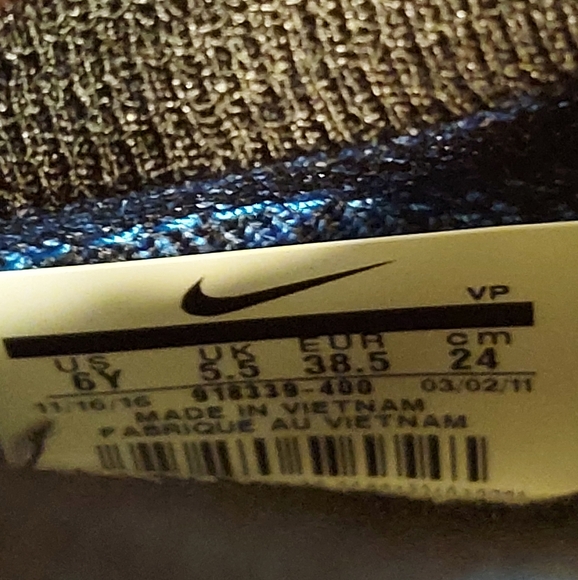 VP
US UK EUR cm
6Y 5.5 38.5 24
11/16/16 918339-400 03/02/11
MADE IN VIETNAM
FABRIQUE AU VIETNAM